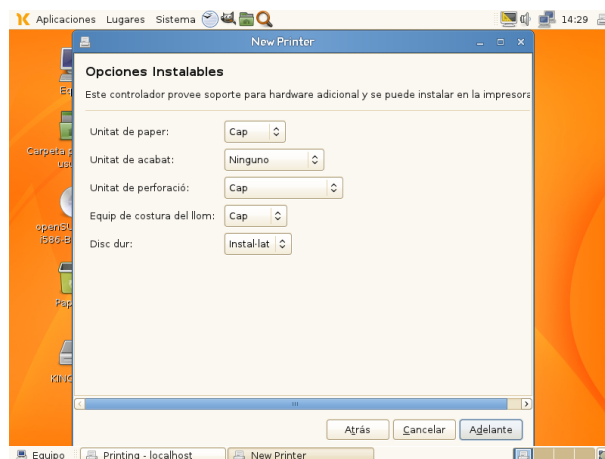 Aplicaciones Lugares Sistema 14:29
New Printer
Opciones Instalables
Este controlador provee soporte para hardware adicional y se puede instalar en la impresora
Unitat de paper: Cap
Unitat de acabat: Ninguno
Unitat de perforació: Cap
Equip de costura del llom: Cap
Disc dur: Instal·lat
Carpeta
i586-B
Atrás Cancelar Adelante
Equipo Printing - localhost New Printer